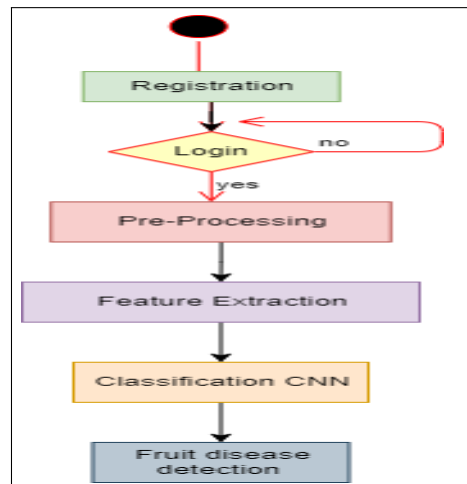 Registration
Login
no
yes
Pre-Processing
Feature Extraction
Classification CNN
Fruit disease
detection